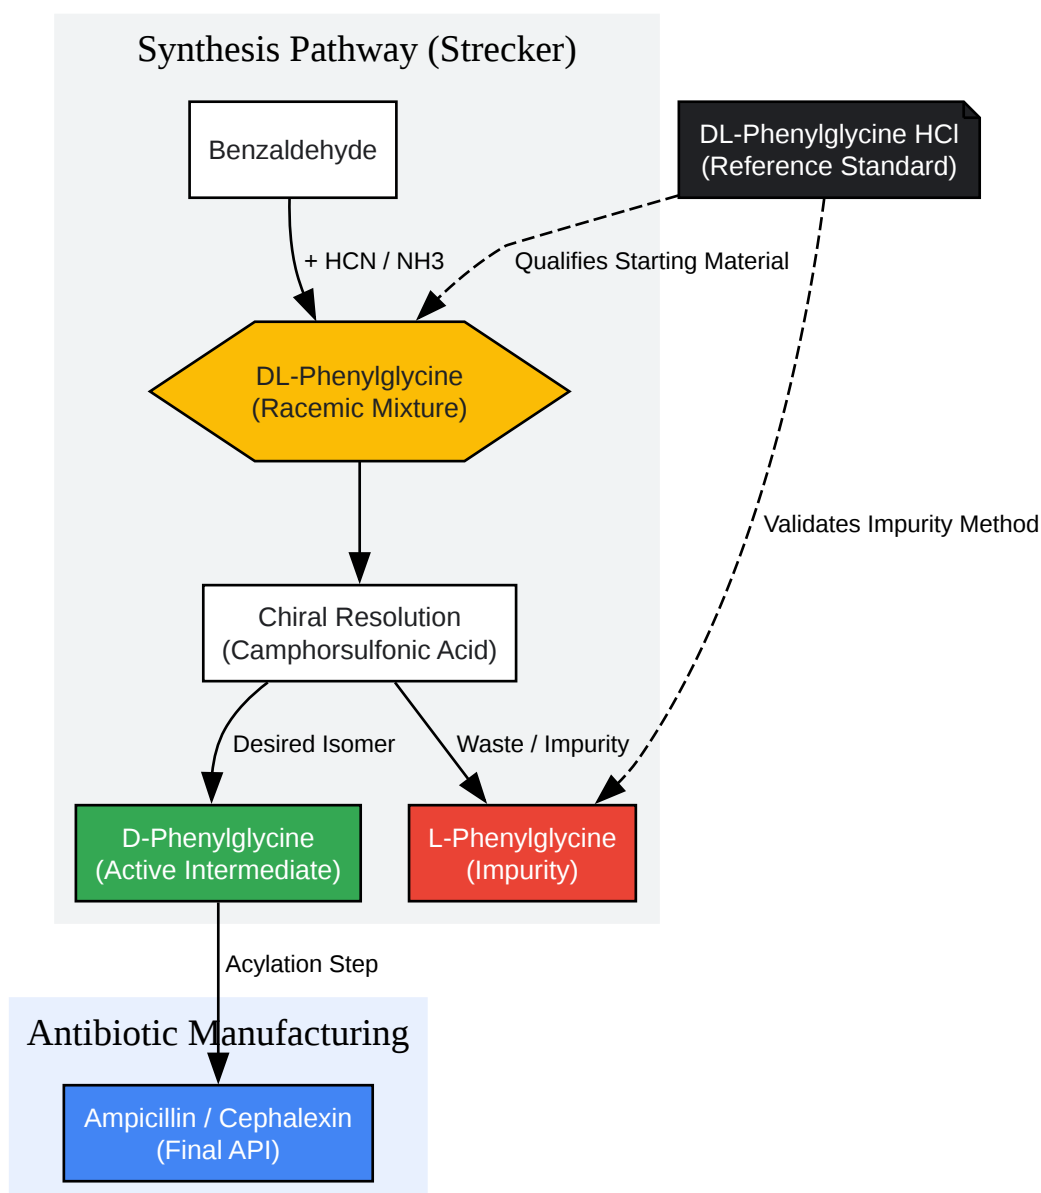 Synthesis Pathway (Strecker)
Benzaldehyde
DL-Phenylglycine HCl
(Reference Standard)
+ HCN / NH3
Qualifies Starting Material
DL-Phenylglycine
(Racemic Mixture)
Validates Impurity Method
Chiral Resolution
(Camphorsulfonic Acid)
Desired Isomer
Waste / Impurity
D-Phenylglycine
(Active Intermediate)
L-Phenylglycine
(Impurity)
Acylation Step
Antibiotic Manufacturing
Ampicillin / Cephalexin
(Final API)